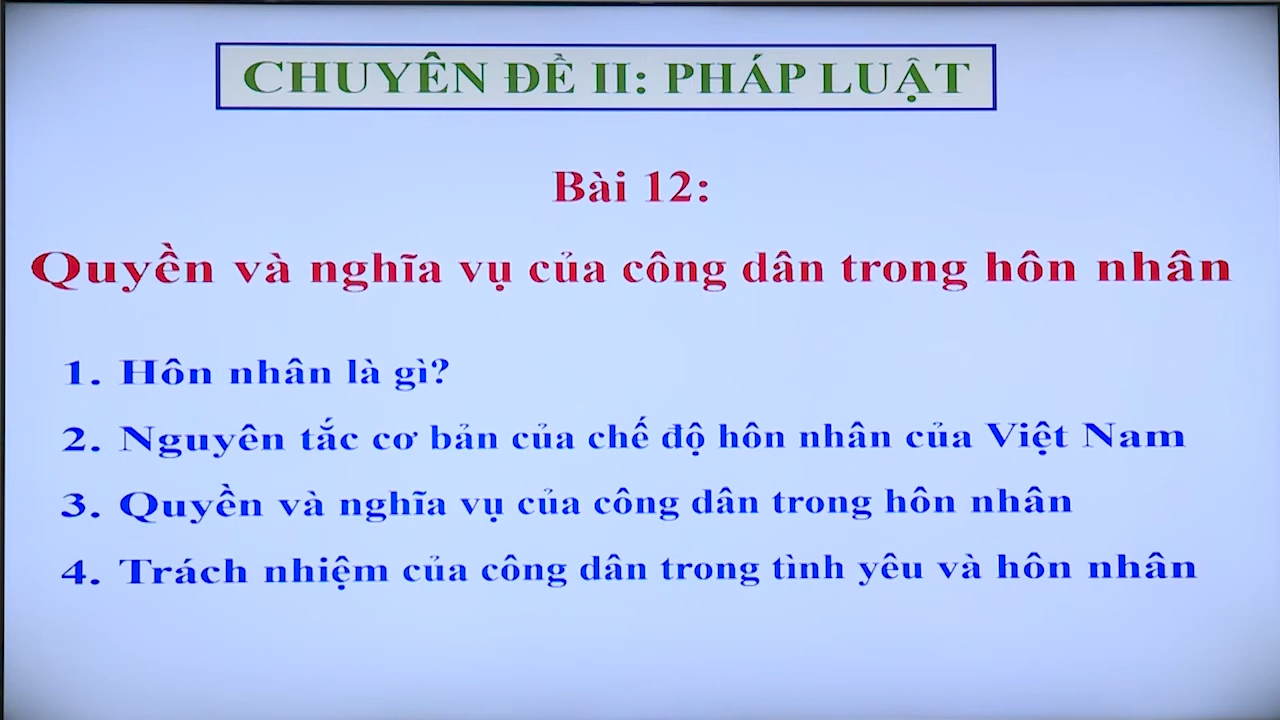 CHUYÊN ĐỀ II: PHÁP LUẬT
Bài 12:
Quyền và nghĩa vụ của công dân trong hôn nhân
1. Hôn nhân là gì?
2. Nguyên tắc cơ bản của chế độ hôn nhân của Việt Nam
3. Quyền và nghĩa vụ của công dân trong hôn nhân
4. Trách nhiệm của công dân trong tình yêu và hôn nhân